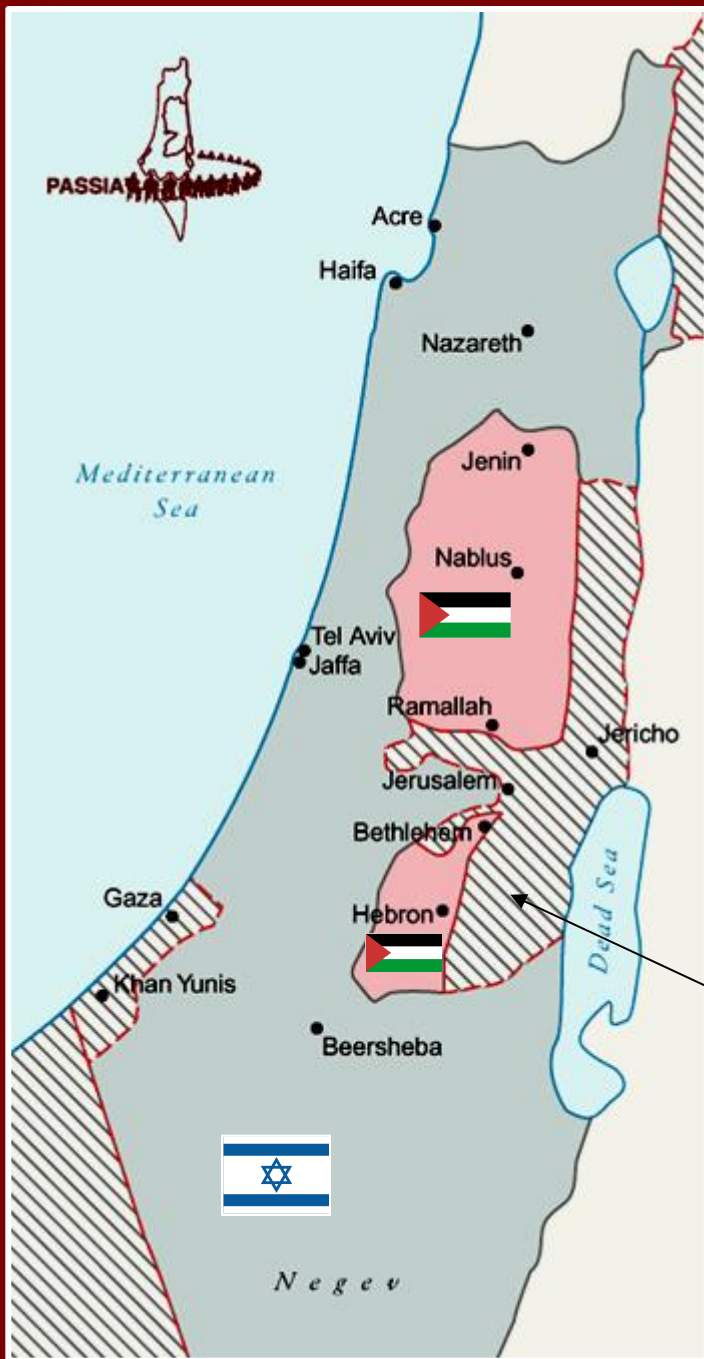 PASSIA
Acre
Haifa
Nazareth
Mediterranean
Sea
Jenin
Nablus
Tel Aviv
Jaffa
Ramallah
Jericho
Jerusalem
Bethlehem
Gaza
Hebron
Dead Sea
Khan Yunis
Beersheba
Negev